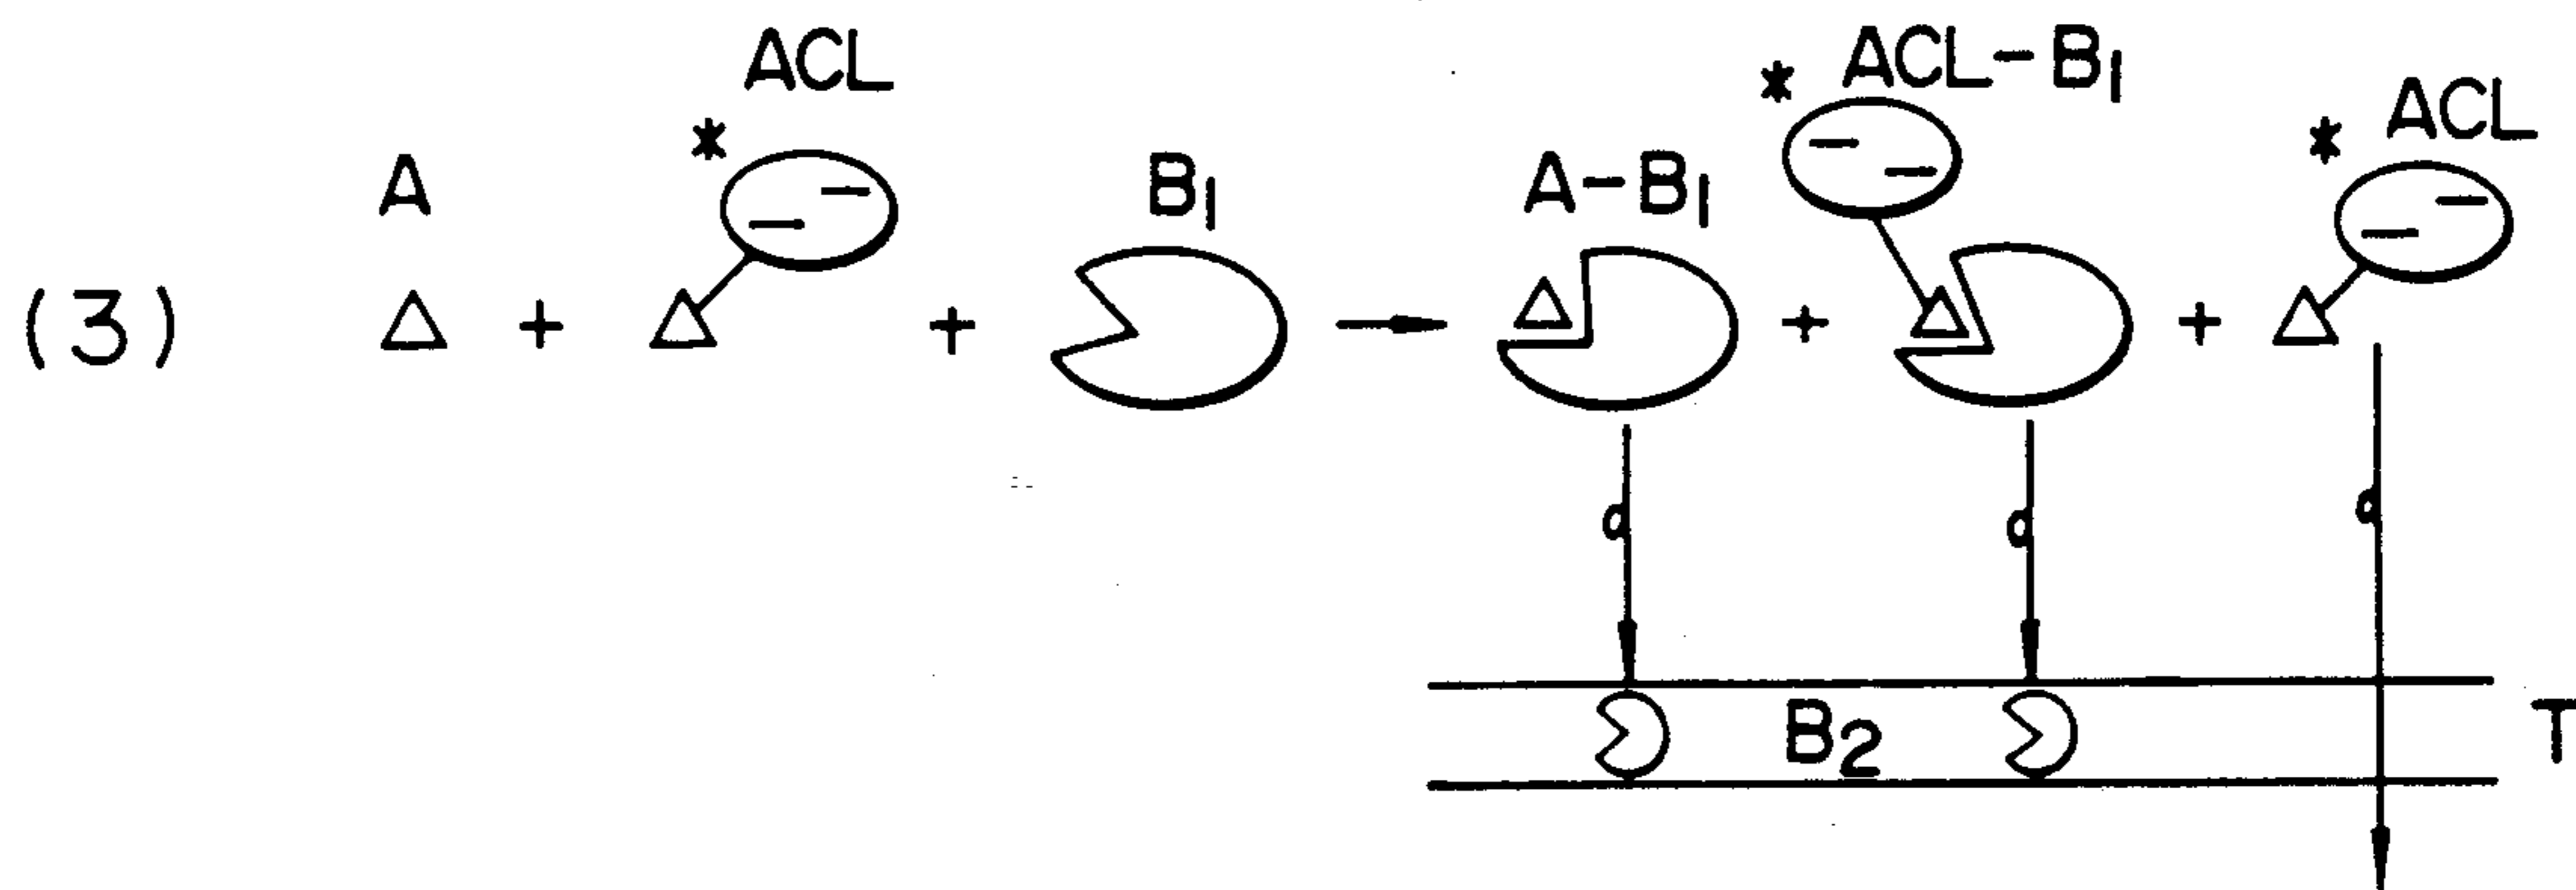 ACL * ACL-B1 * ACL
A * B1 A-B1
(3) + + → + +
d d d
B2 T